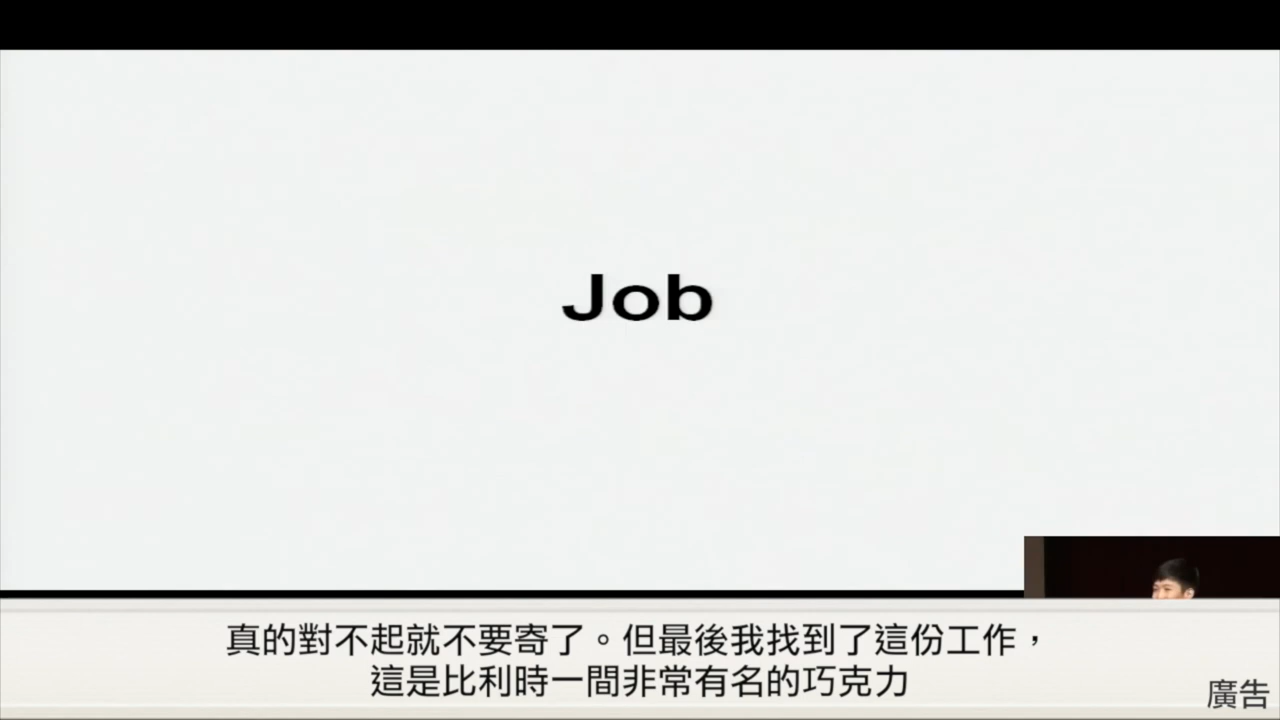 Job
真的對不起就不要寄了。但最後我找到了這份工作，
這是比利時一間非常有名的巧克力
廣告